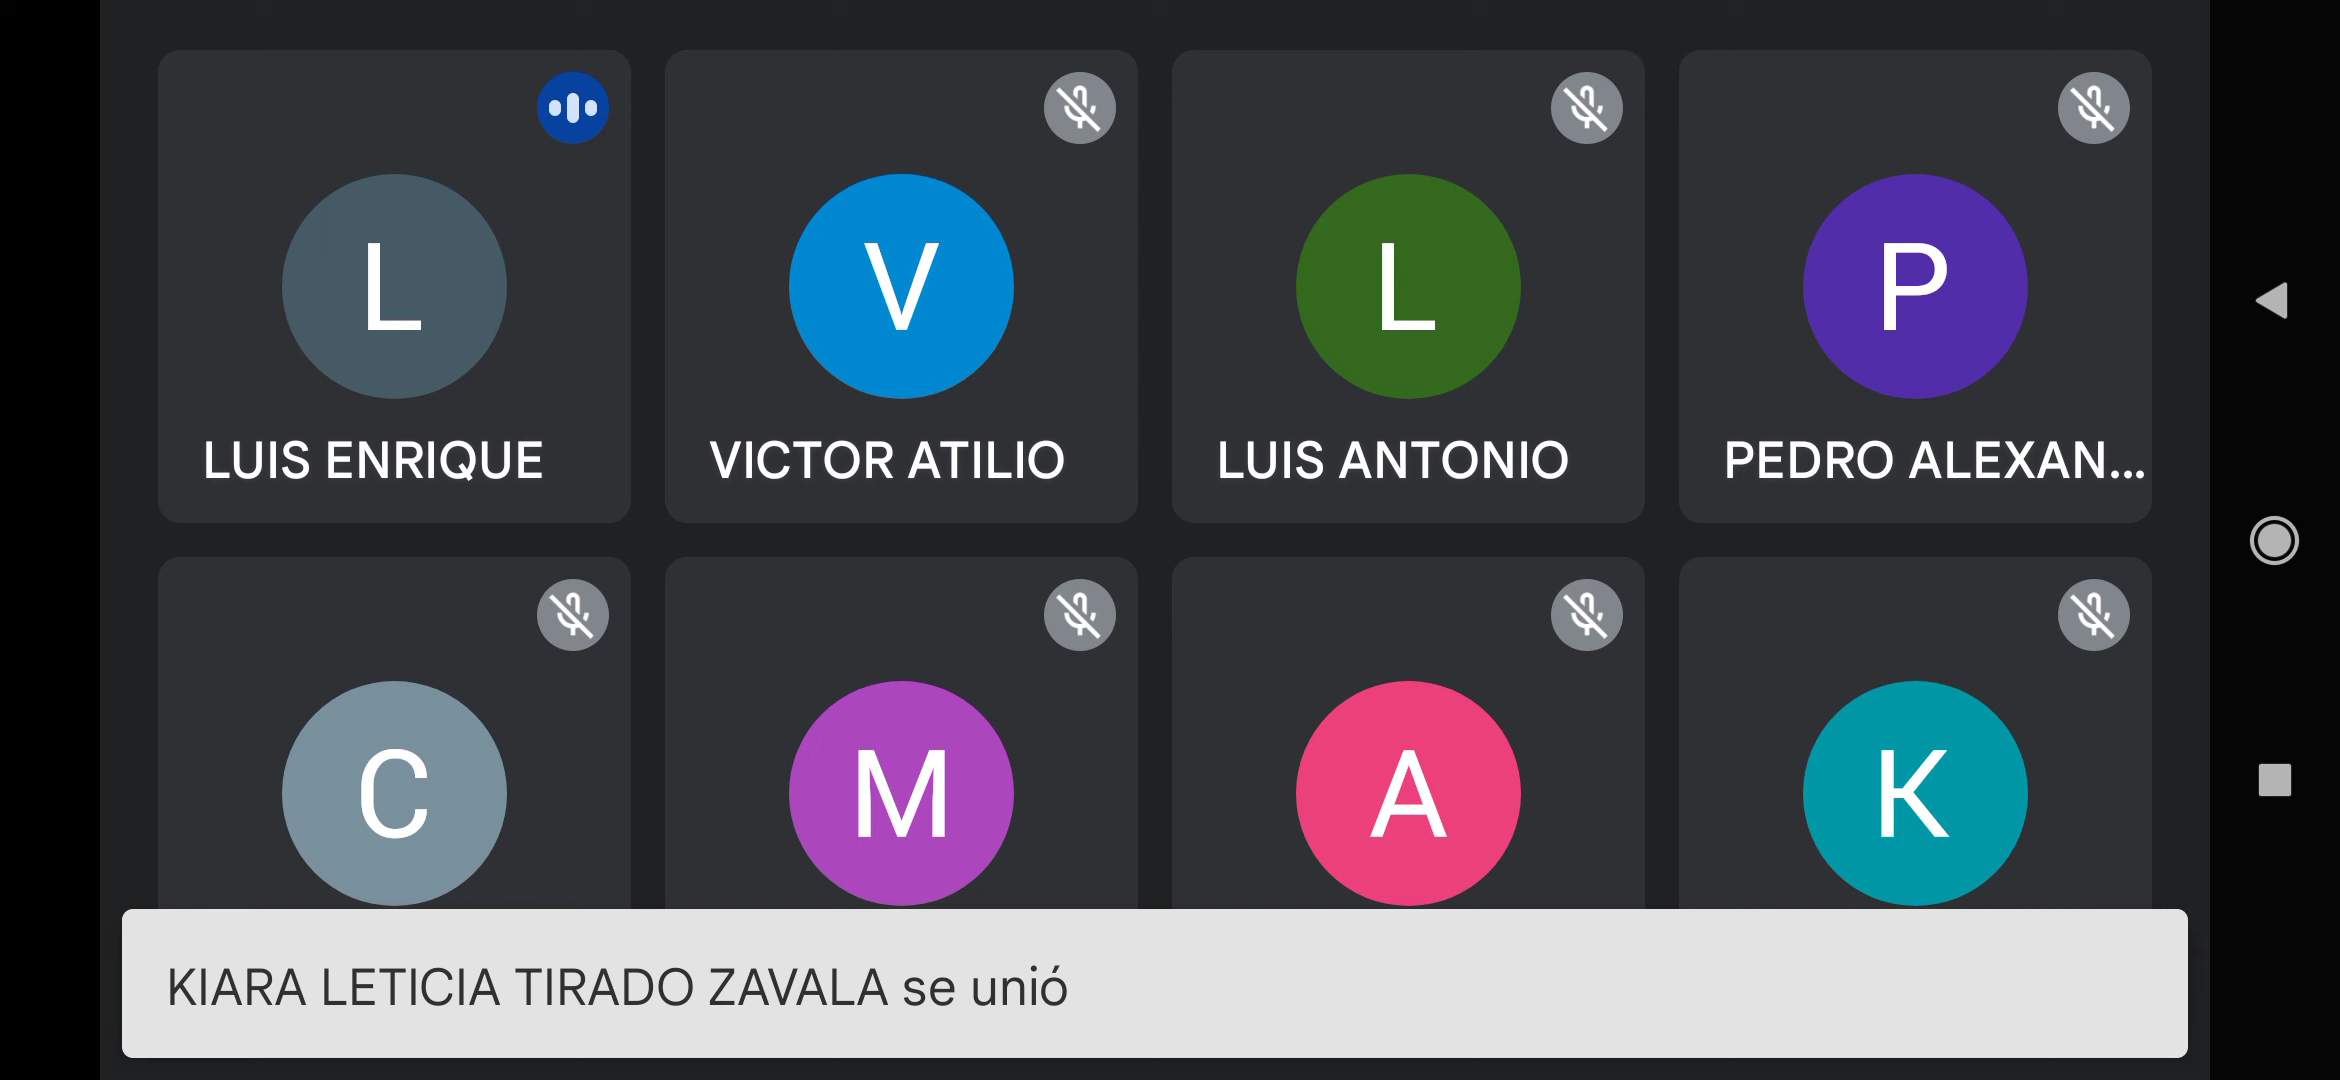 L
V
L
P
LUIS ENRIQUE
VICTOR ATILIO
LUIS ANTONIO
PEDRO ALEXAN...
C
M
A
K
KIARA LETICIA TIRADO ZAVALA se unió